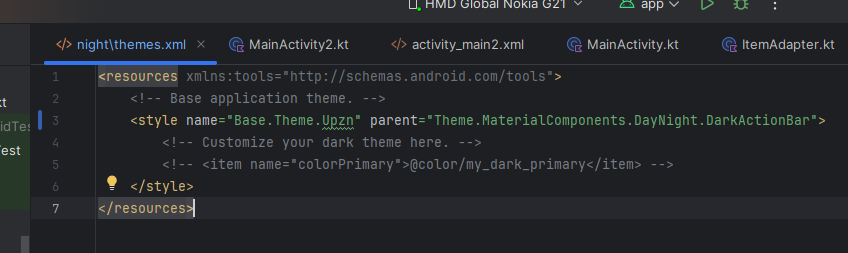 HMD Global Nokia G21 app
night\themes.xml MainActivity2.kt activity_main2.xml MainActivity.kt ItemAdapter.kt
1 <resources xmlns:tools="http://schemas.android.com/tools">
kt 2 <!-- Base application theme. -->
idTes 3 <style name="Base.Theme.Upzn" parent="Theme.MaterialComponents.DayNight.DarkActionBar">
Test 4 <!-- Customize your dark theme here. -->
5 <!-- <item name="colorPrimary">@color/my_dark_primary</item> -->
6 </style>
7 </resources>